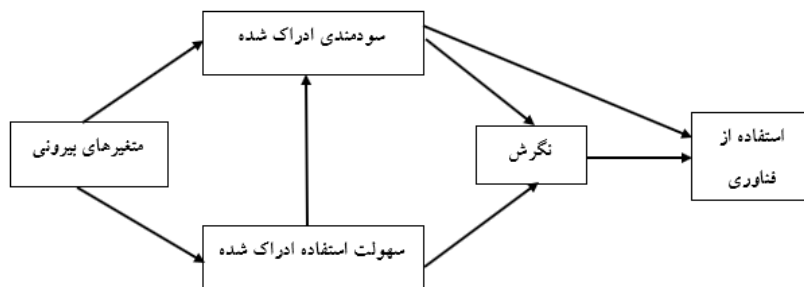 سودمندی ادراک شده
متغیرهای بیرونی
نگرش
استفاده از
فناوری
سهولت استفاده ادراک شده